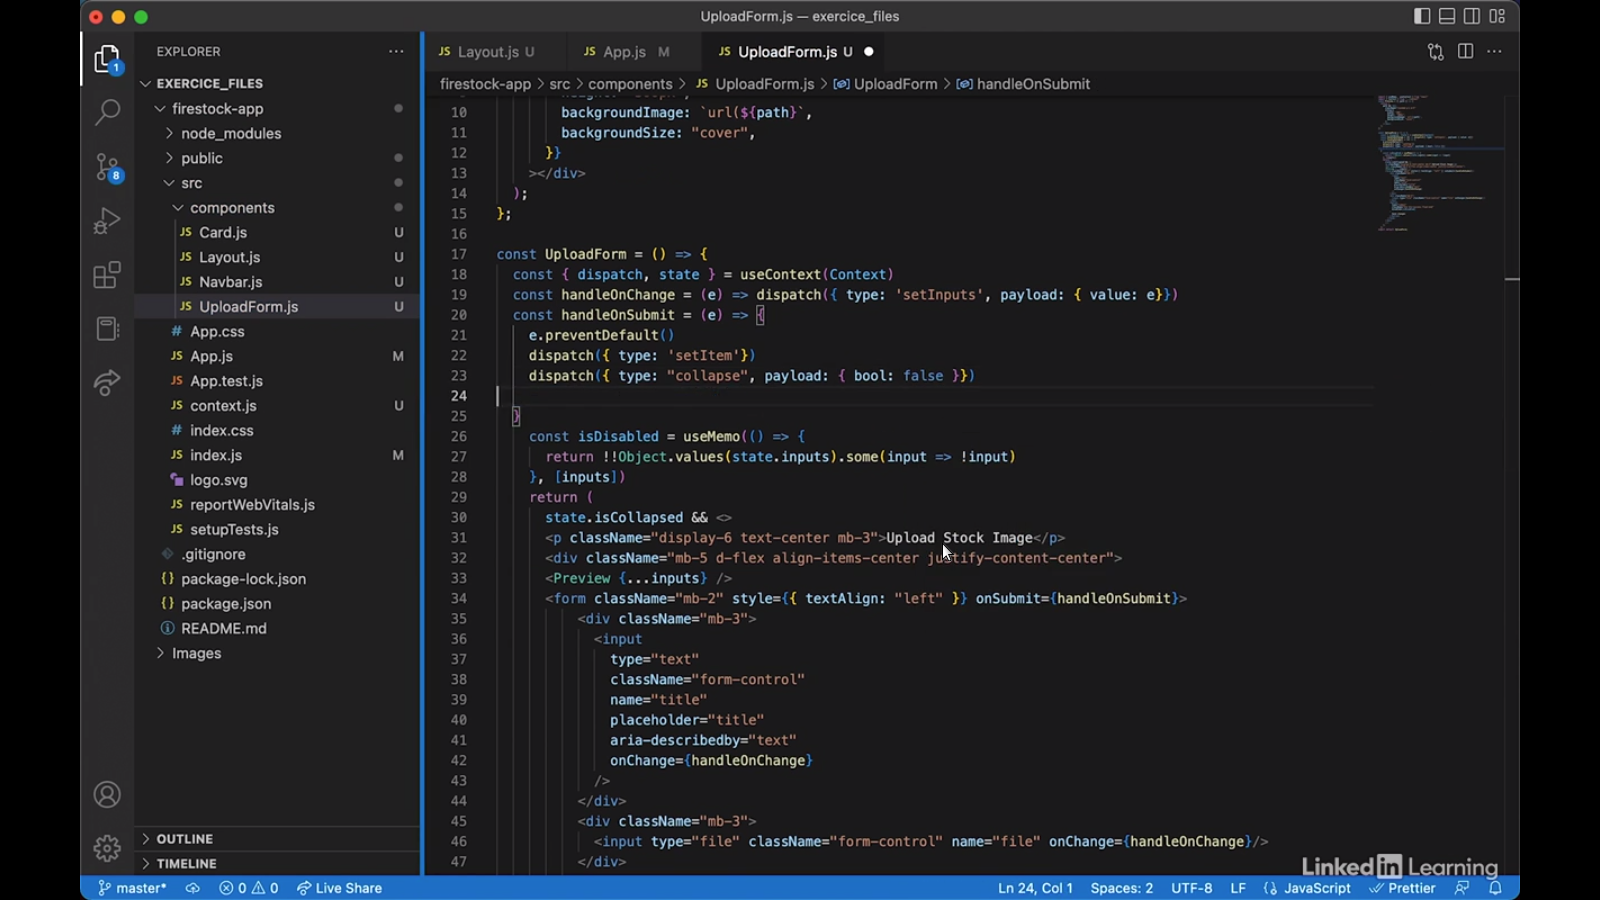 UploadForm.js — exercice_files
EXPLORER ...
Layout.js U
App.js M
UploadForm.js U
firestock-app > src > components > JS UploadForm.js > UploadForm > handleOnSubmit
EXERCICE_FILES
firestock-app
node_modules
public
src
components
JS Card.js U
JS Layout.js U
JS Navbar.js U
JS UploadForm.js U
# App.css
JS App.js M
JS App.test.js
JS context.js U
# index.css
JS index.js M
logo.svg
JS reportWebVitals.js
JS setupTests.js
.gitignore
{} package-lock.json
{} package.json
README.md
Images
OUTLINE
TIMELINE
1
8
10 backgroundImage: `url(${path}`,
11 backgroundSize: "cover",
12 }}
13 ></div>
14 );
15 };
16
17 const UploadForm = () => {
18 const { dispatch, state } = useContext(Context)
19 const handleOnChange = (e) => dispatch({ type: 'setInputs', payload: { value: e}})
20 const handleOnSubmit = (e) => {
21 e.preventDefault()
22 dispatch({ type: 'setItem'})
23 dispatch({ type: "collapse", payload: { bool: false }})
24
25 }
26 const isDisabled = useMemo(() => {
27 return !!Object.values(state.inputs).some(input => !input)
28 }, [inputs])
29 return (
30 state.isCollapsed && <>
31 <p className="display-6 text-center mb-3">Upload Stock Image</p>
32 <div className="mb-5 d-flex align-items-center justify-content-center">
33 <Preview {...inputs} />
34 <form className="mb-2" style={{ textAlign: "left" }} onSubmit={handleOnSubmit}>
35 <div className="mb-3">
36 <input
37 type="text"
38 className="form-control"
39 name="title"
40 placeholder="title"
41 aria-describedby="text"
42 onChange={handleOnChange}
43 />
44 </div>
45 <div className="mb-3">
46 <input type="file" className="form-control" name="file" onChange={handleOnChange}/>
47 </div>
Linked in Learning
master* 0 0 Live Share Ln 24, Col 1 Spaces: 2 UTF-8 LF {} JavaScript Prettier